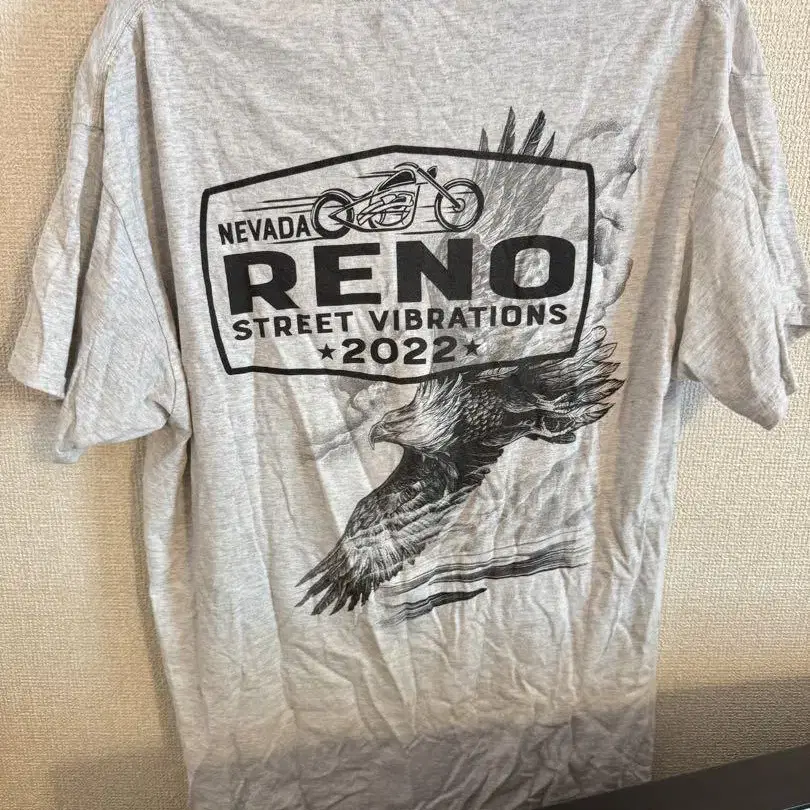 NEVADA
RENO
STREET VIBRATIONS
★2022★